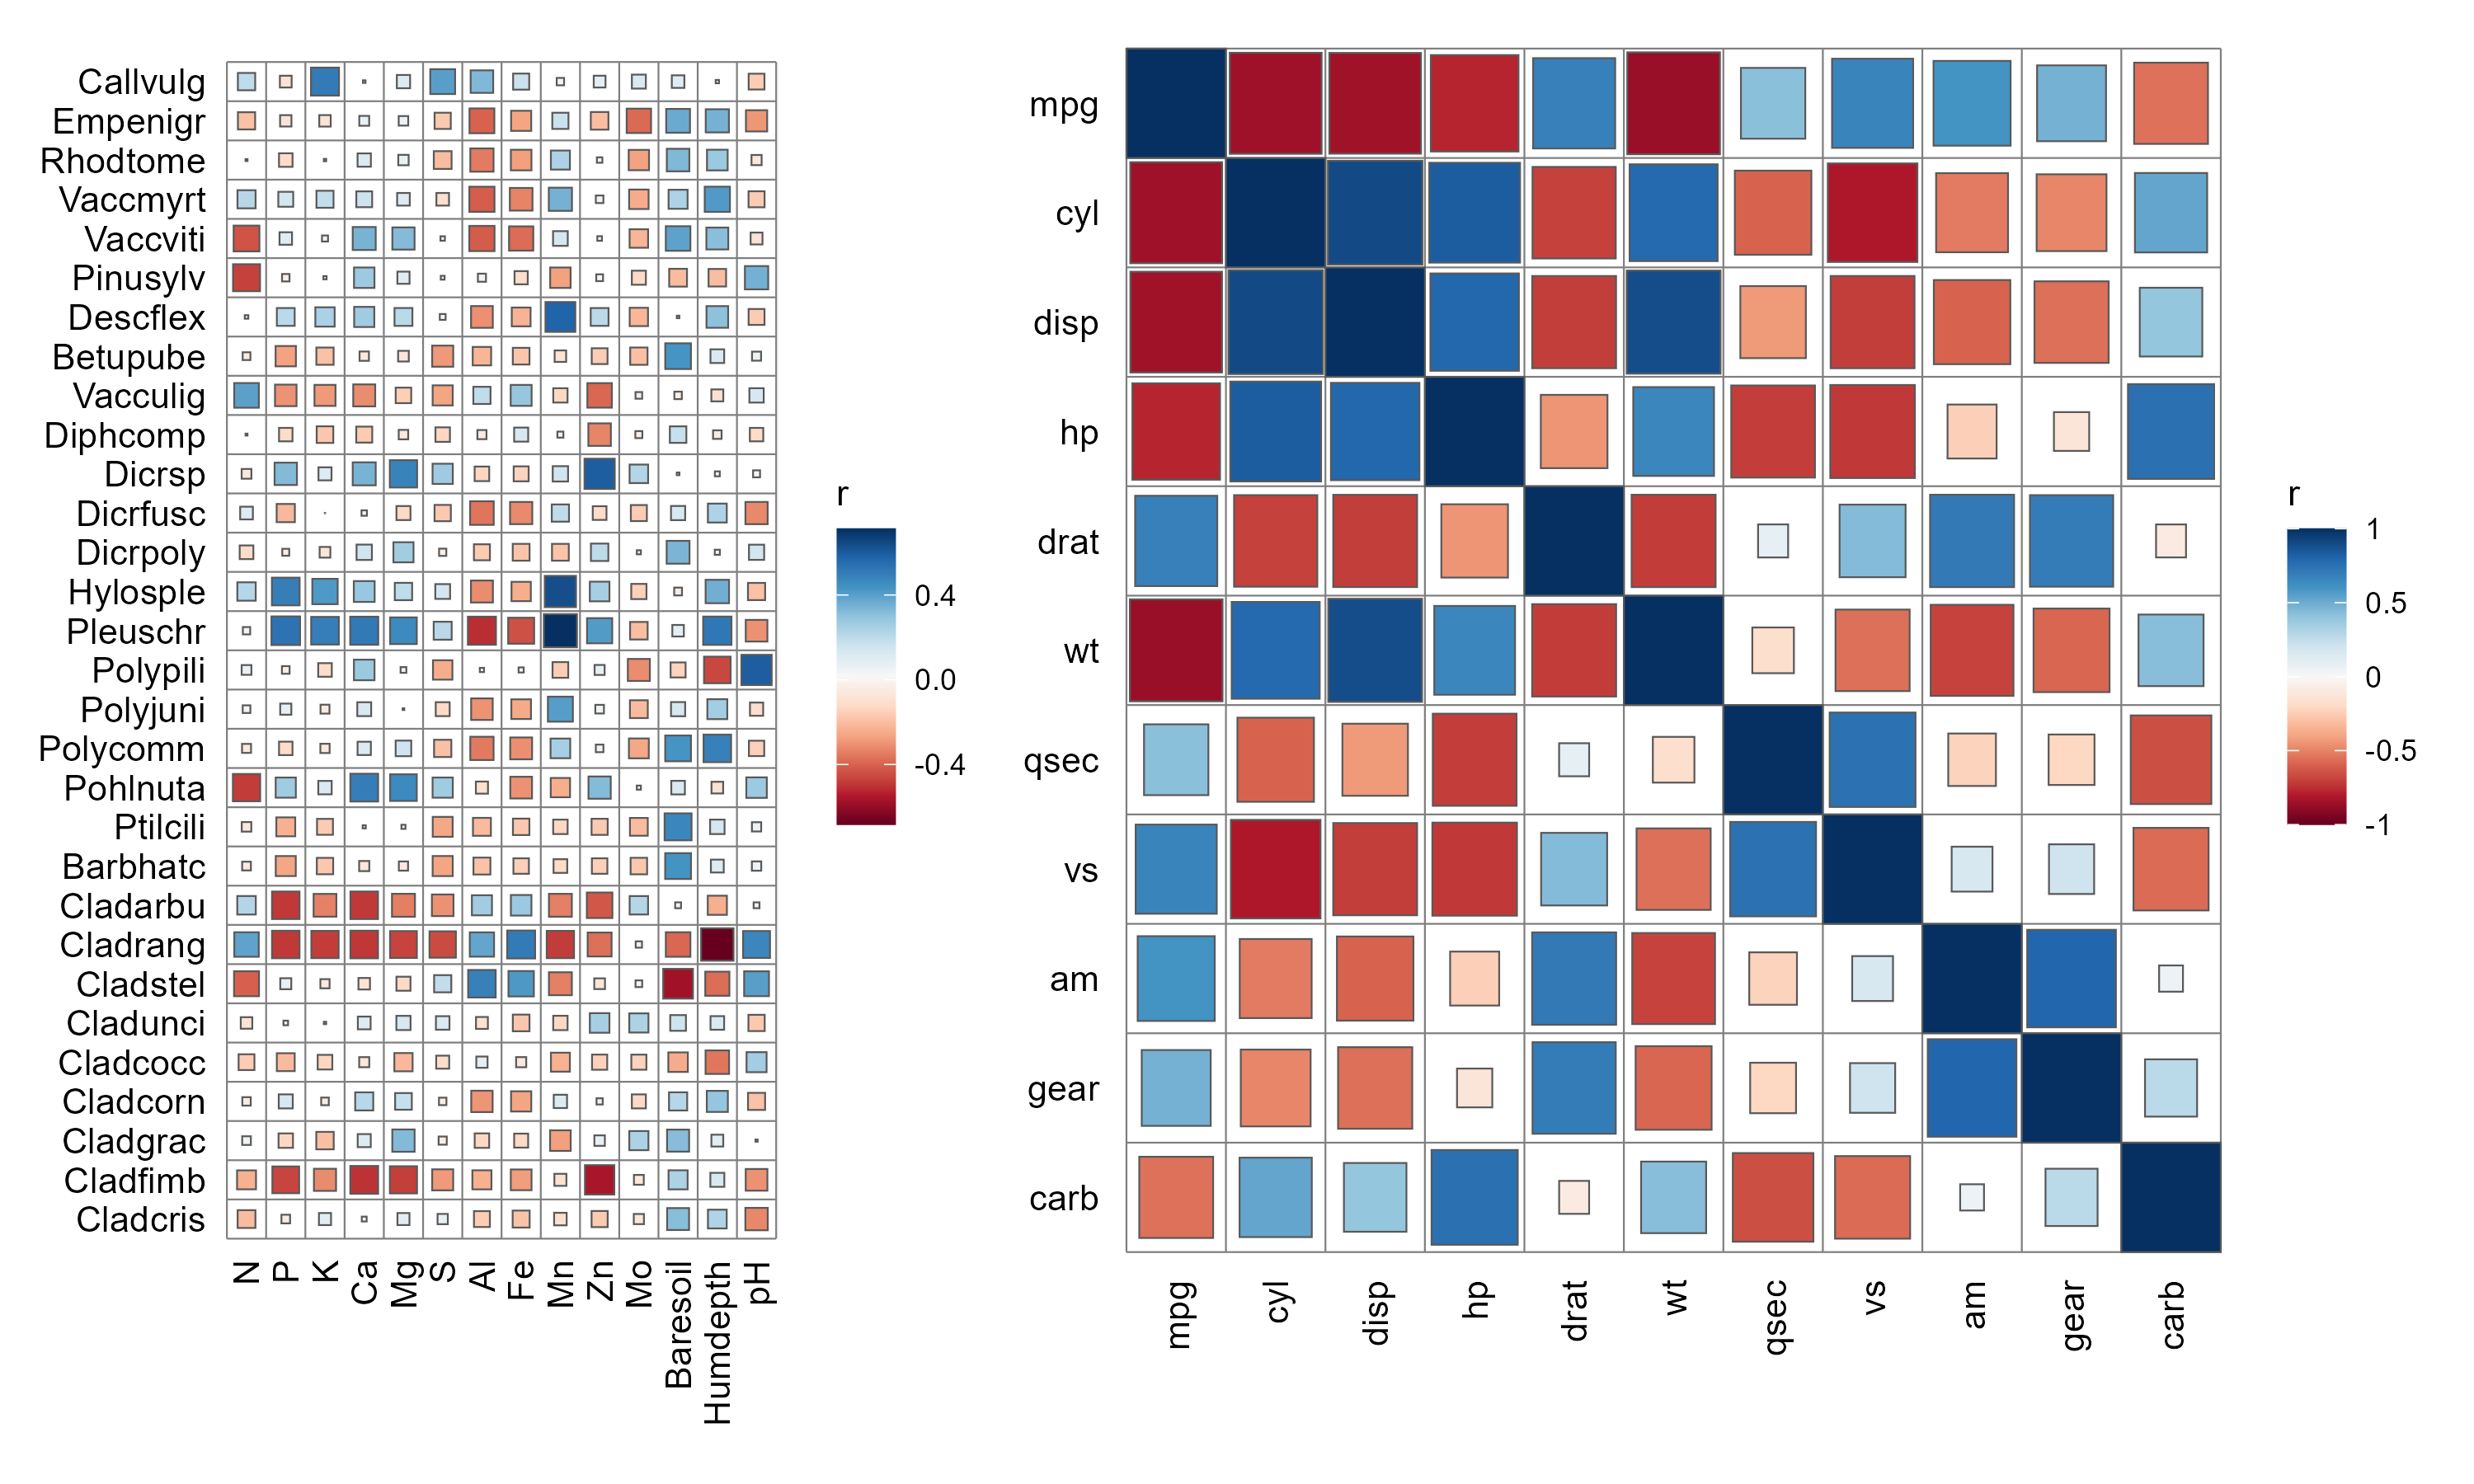 Callvulg
Empenigr
Rhodtome
Vaccmyrt
Vaccviti
Pinusylv
Descflex
Betupube
Vacculig
Diphcomp
Dicrsp
Dicrfusc
Dicrpoly
Hylosple
Pleuschr
Polypili
Polyjuni
Polycomm
Pohlnuta
Ptilcili
Barbhatc
Cladarbu
Cladrang
Cladstel
Cladunci
Cladcocc
Cladcorn
Cladgrac
Cladfimb
Cladcris
N P K Ca Mg S Al Fe Mn Zn Mo Baresoil Humdepth pH
r
0.4
0.0
-0.4
mpg
cyl
disp
hp
drat
wt
qsec
vs
am
gear
carb
mpg cyl disp hp drat wt qsec vs am gear carb
r
1
0.5
0
-0.5
-1